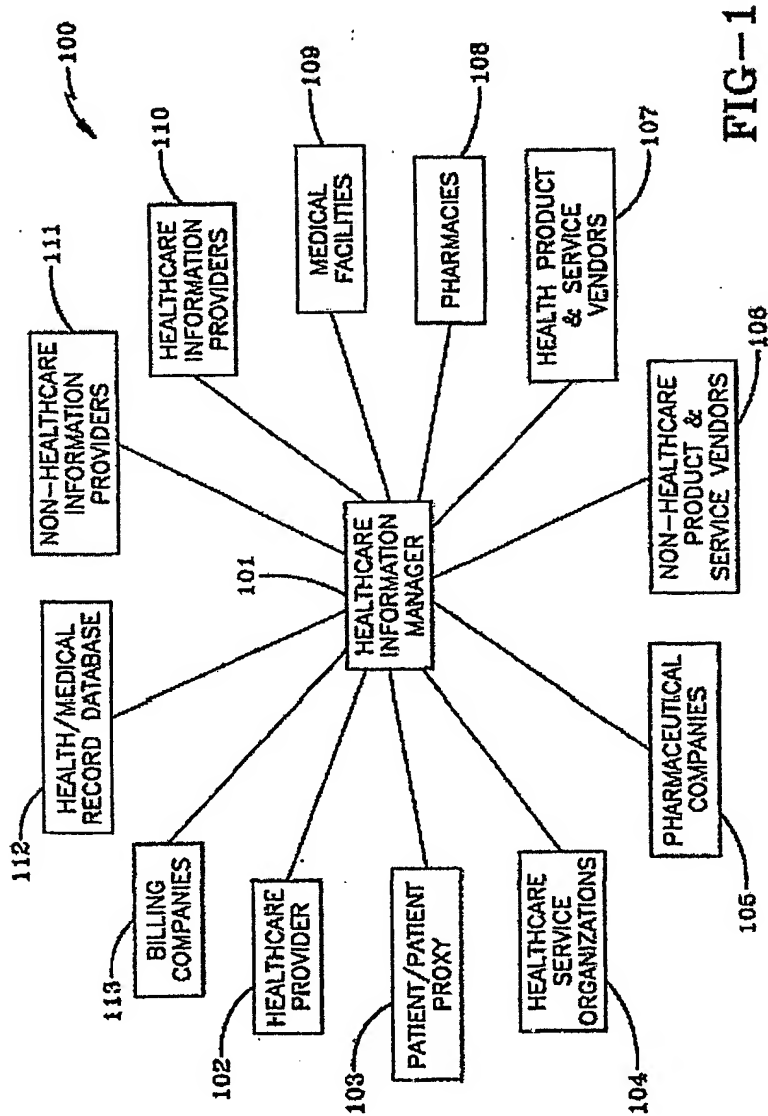 100
111
NON-HEALTHCARE
INFORMATION
PROVIDERS
110
HEALTHCARE
INFORMATION
PROVIDERS
109
MEDICAL
FACILITIES
108
PHARMACIES
107
HEALTH PRODUCT
& SERVICE
VENDORS
106
NON-HEALTHCARE
PRODUCT &
SERVICE VENDORS
105
PHARMACEUTICAL
COMPANIES
104
HEALTHCARE
SERVICE
ORGANIZATIONS
103
PATIENT/PATIENT
PROXY
102
HEALTHCARE
PROVIDER
113
BILLING
COMPANIES
112
HEALTH/MEDICAL
RECORD DATABASE
101
HEALTHCARE
INFORMATION
MANAGER
FIG-1